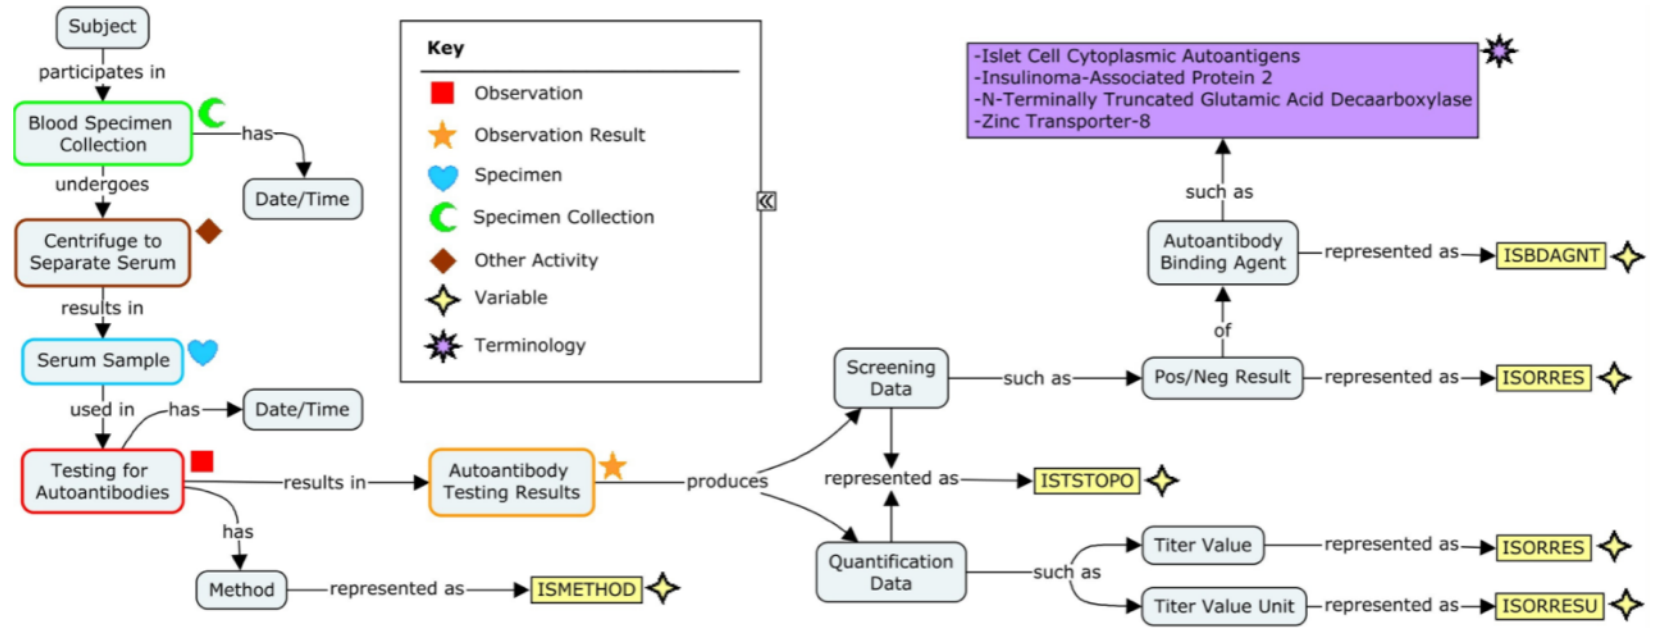 Subject
participates in
Blood Specimen
Collection
has
Date/Time
undergoes
Centrifuge to
Separate Serum
results in
Serum Sample
used in
has
Date/Time
Testing for
Autoantibodies
results in
has
Method
represented as
ISMETHOD
Autoantibody
Testing Results
produces
Key
Observation
Observation Result
Specimen
Specimen Collection
Other Activity
Variable
Terminology
Screening
Data
such as
Pos/Neg Result
represented as
ISORRES
of
Autoantibody
Binding Agent
represented as
ISBDAGNT
such as
-Islet Cell Cytoplasmic Autoantigens
-Insulinoma-Associated Protein 2
-N-Terminally Truncated Glutamic Acid Decaarboxylase
-Zinc Transporter-8
represented as
ISTSTOPO
Quantification
Data
such as
Titer Value
represented as
ISORRES
Titer Value Unit
represented as
ISORRESU